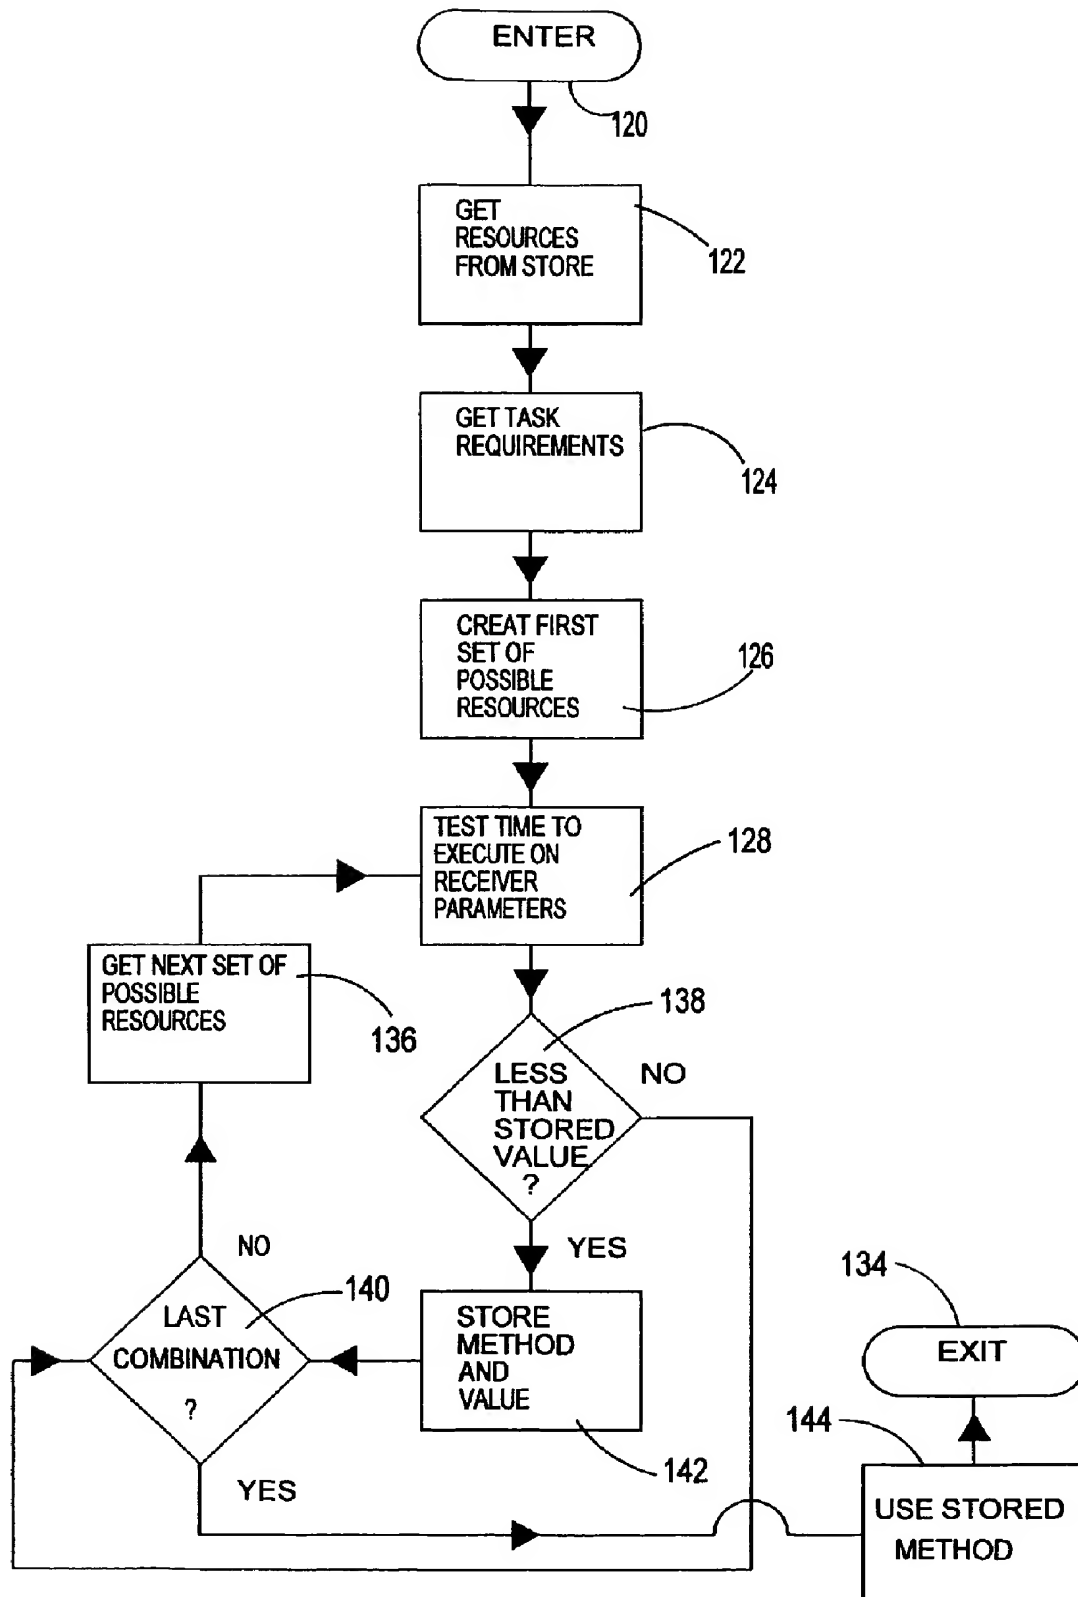 ENTER
120
GET
RESOURCES
FROM STORE
122
GET TASK
REQUIREMENTS
124
CREAT FIRST
SET OF
POSSIBLE
RESOURCES
126
TEST TIME TO
EXECUTE ON
RECEIVER
PARAMETERS
128
GET NEXT SET OF
POSSIBLE
RESOURCES
136
138
LESS
THAN
STORED
VALUE
?
NO
YES
NO
140
LAST
COMBINATION
?
YES
STORE
METHOD
AND
VALUE
142
134
EXIT
144
USE STORED
METHOD